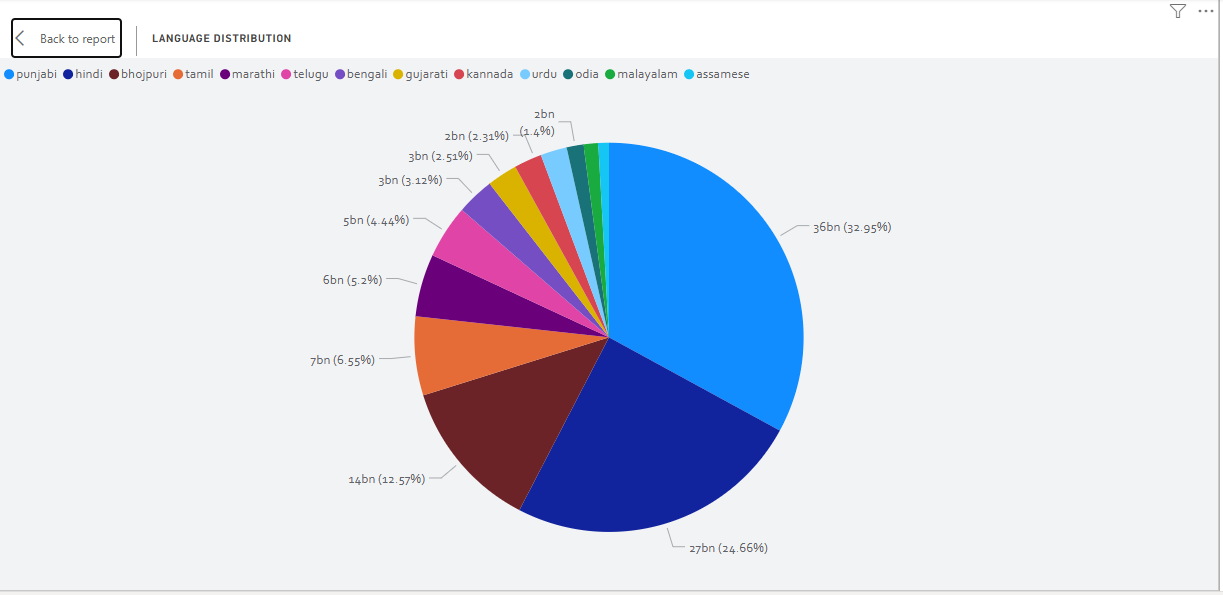 Back to report
LANGUAGE DISTRIBUTION
punjabi hindi bhojpuri tamil marathi telugu bengali gujarati kannada urdu odia malayalam assamese
2bn
(1.4%)
2bn (2.31%)
3bn (2.51%)
3bn (3.12%)
5bn (4.44%)
36bn (32.95%)
6bn (5.2%)
7bn (6.55%)
14bn (12.57%)
27bn (24.66%)